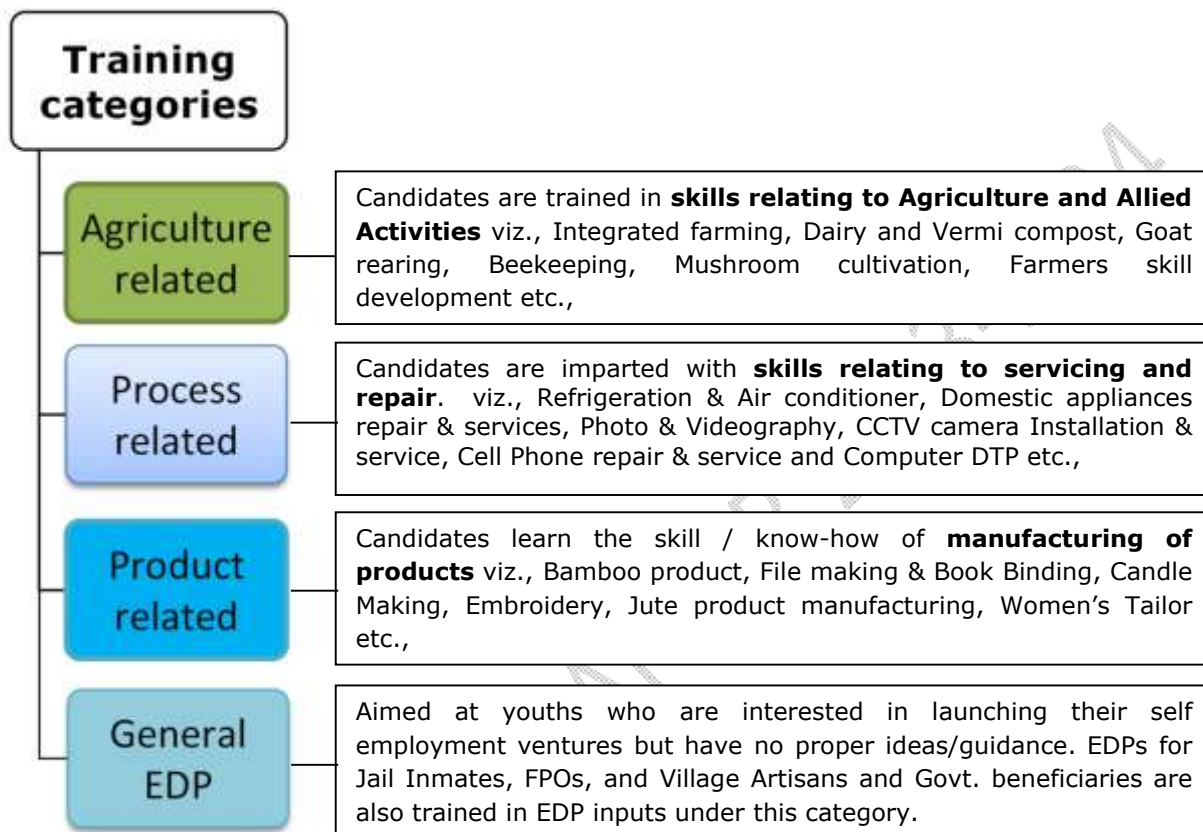 Training
categories
Agriculture
related
Candidates are trained in skills relating to Agriculture and Allied
Activities viz., Integrated farming, Dairy and Vermi compost, Goat
rearing, Beekeeping, Mushroom cultivation, Farmers skill
development etc.,
Process
related
Candidates are imparted with skills relating to servicing and
repair. viz., Refrigeration & Air conditioner, Domestic appliances
repair & services, Photo & Videography, CCTV camera Installation &
service, Cell Phone repair & service and Computer DTP etc.,
Product
related
Candidates learn the skill / know-how of manufacturing of
products viz., Bamboo product, File making & Book Binding, Candle
Making, Embroidery, Jute product manufacturing, Women's Tailor
etc.,
General
EDP
Aimed at youths who are interested in launching their self
employment ventures but have no proper ideas/guidance. EDPs for
Jail Inmates, FPOs, and Village Artisans and Govt. beneficiaries are
also trained in EDP inputs under this category.